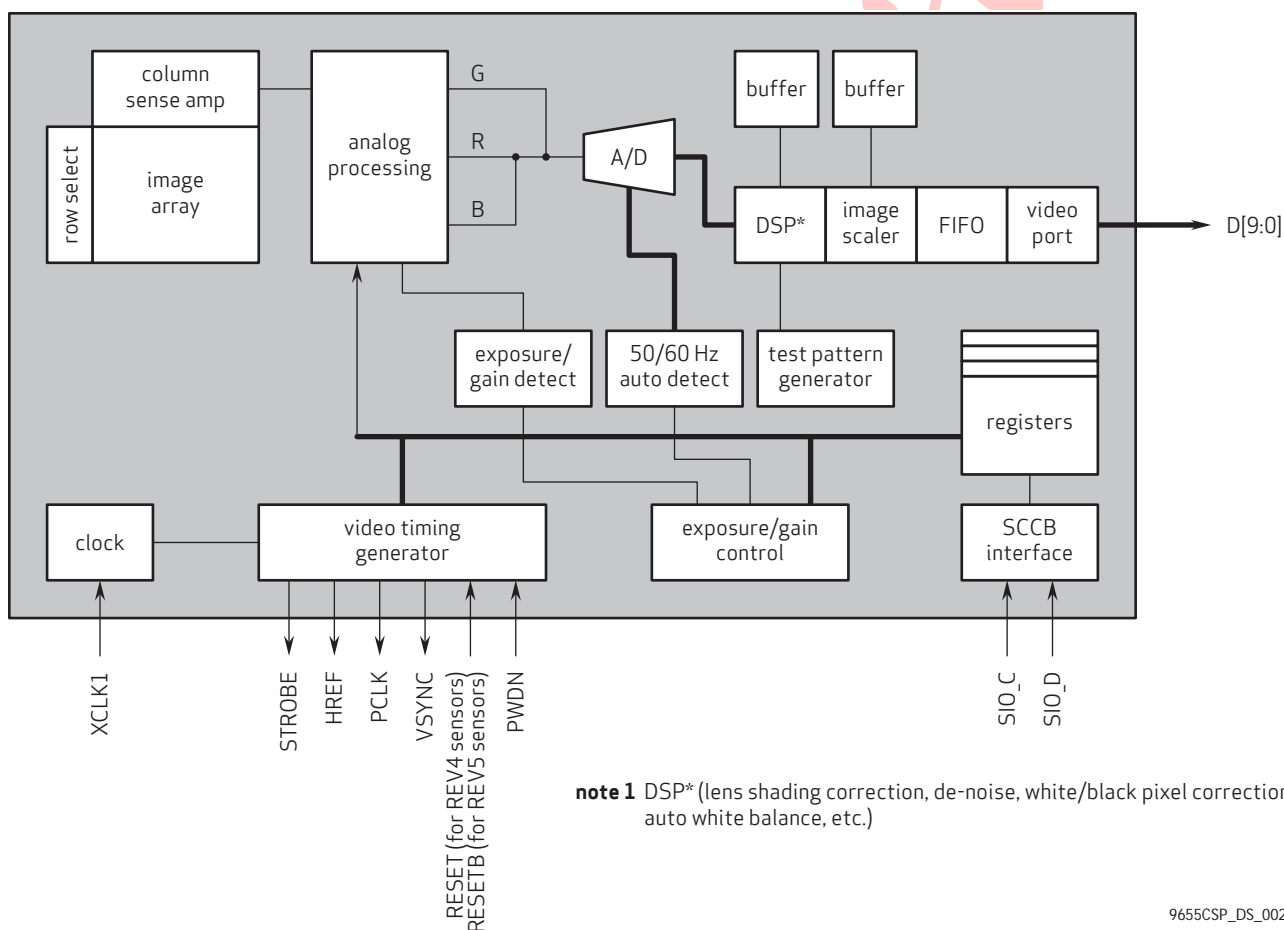 column
sense amp
row select
image
array
analog
processing
G
R
B
A/D
buffer
buffer
DSP*
image
scaler
FIFO
video
port
D[9:0]
exposure/
gain detect
50/60 Hz
auto detect
test pattern
generator
registers
clock
video timing
generator
exposure/gain
control
SCCB
interface
XCLK1
STROBE
HREF
PCLK
VSYNC
RESET (for REV4 sensors)
RESETB (for REV5 sensors)
PWDN
SIO_C
SIO_D
note 1 DSP* (lens shading correction, de-noise, white/black pixel correction
auto white balance, etc.)
9655CSP_DS_002